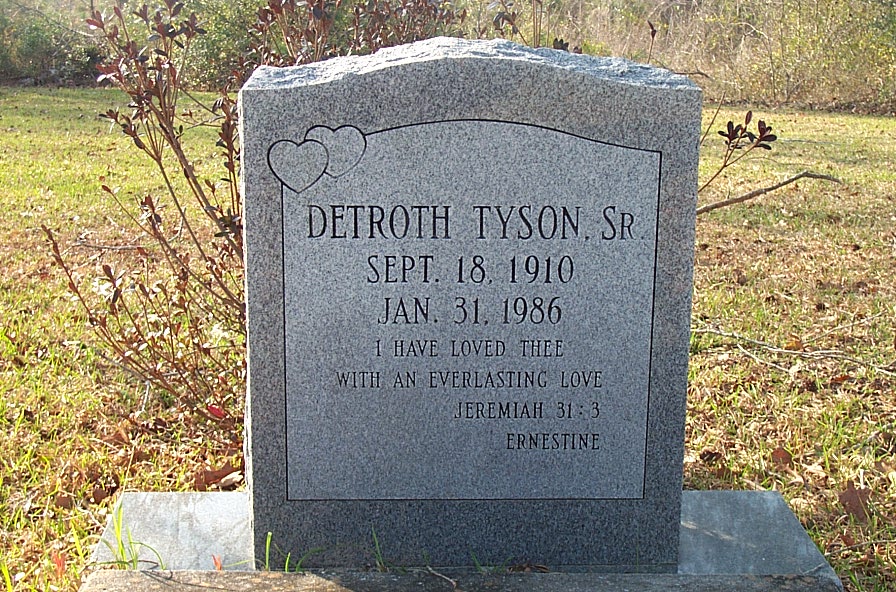 DETROTH TYSON, SR.
SEPT. 18, 1910
JAN. 31, 1986
I HAVE LOVED THEE
WITH AN EVERLASTING LOVE
JEREMIAH 31:3
ERNESTINE